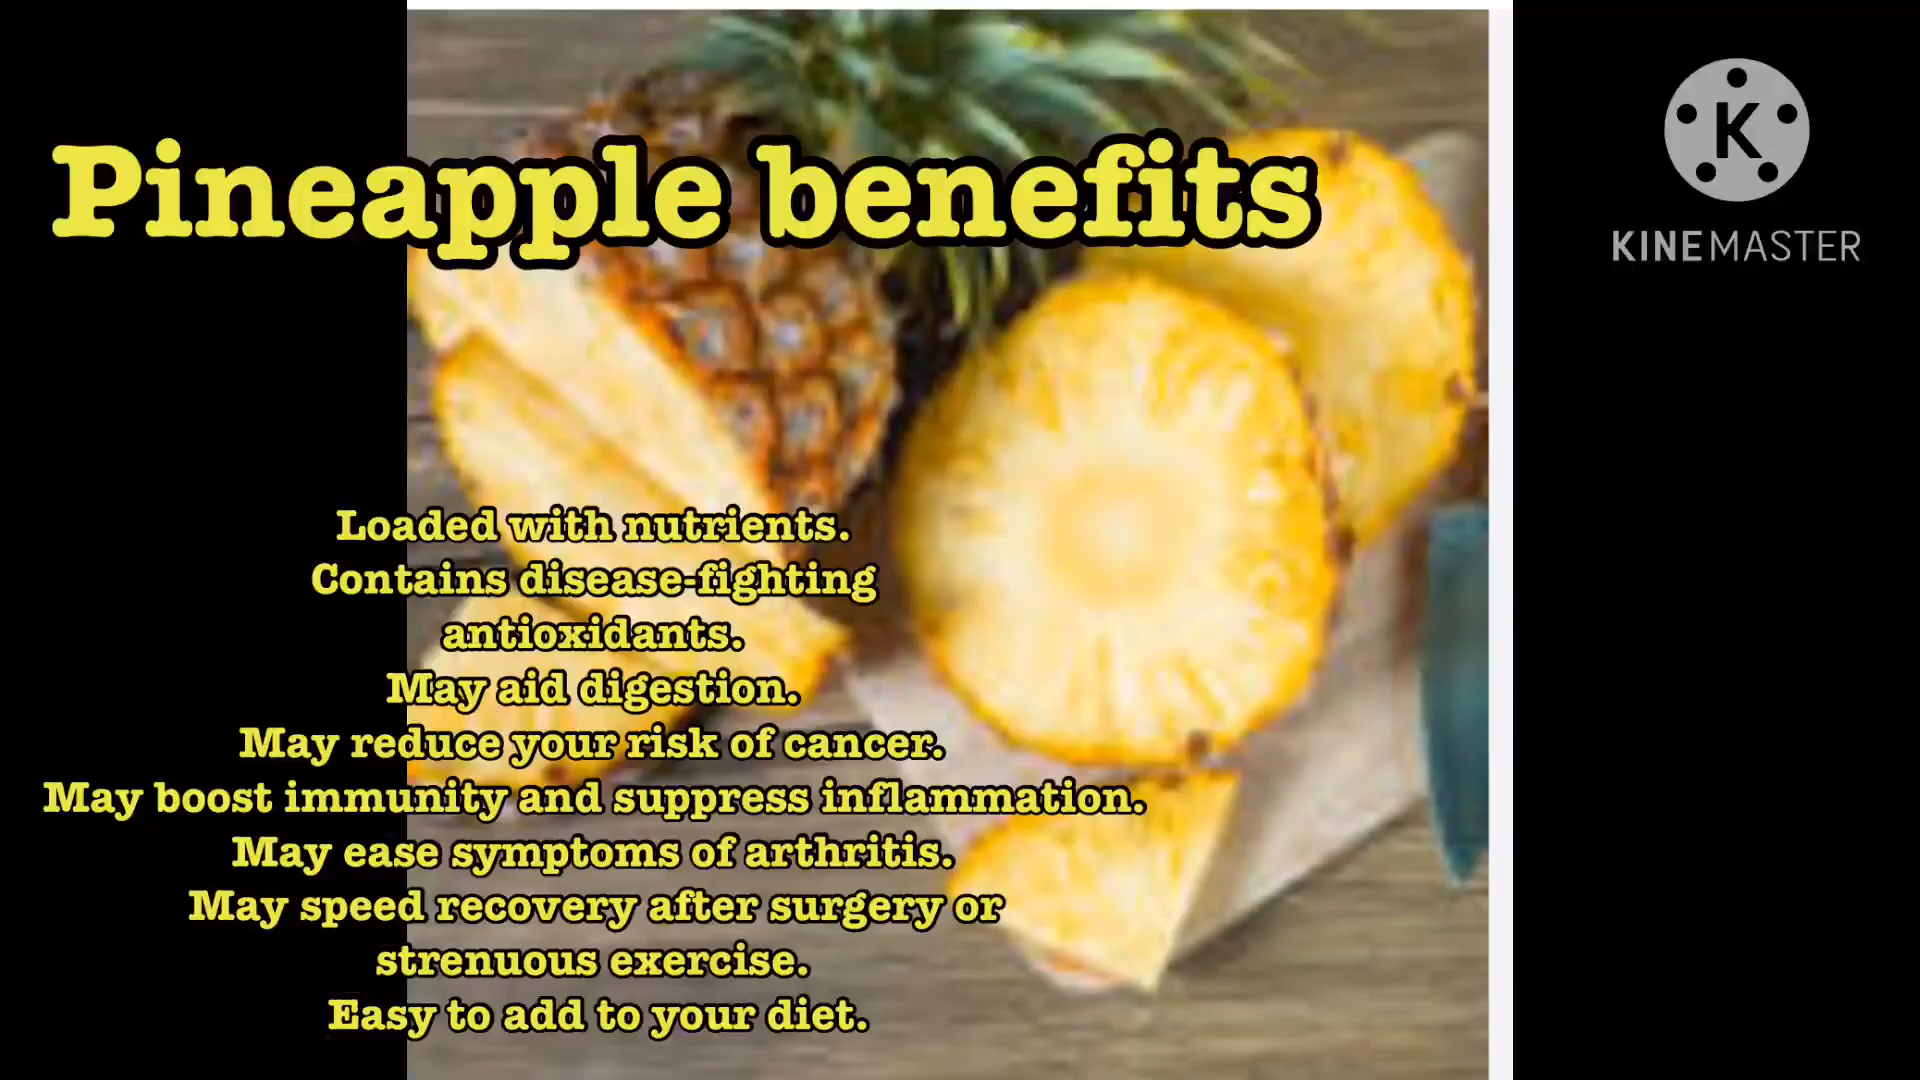 Pineapple benefits
K
KINEMASTER
Loaded with nutrients.
Contains disease-fighting
antioxidants.
May aid digestion.
May reduce your risk of cancer.
May boost immunity and suppress inflammation.
May ease symptoms of arthritis.
May speed recovery after surgery or
strenuous exercise.
Easy to add to your diet.